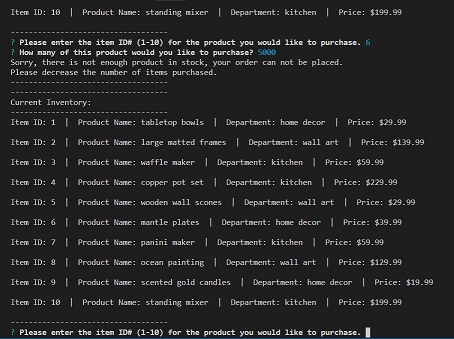 Item ID: 10 | Product Name: standing mixer | Department: kitchen | Price: $199.99
-----------------------------------
? Please enter the item ID# (1-10) for the product you would like to purchase. 6
? How many of this product would you like to purchase? 5000
Sorry, there is not enough product in stock, your order can not be placed.
Please decrease the number of items purchased.
-----------------------------------
-----------------------------------
Current Inventory:
-----------------------------------
Item ID: 1 | Product Name: tabletop bowls | Department: home decor | Price: $29.99
Item ID: 2 | Product Name: large matted frames | Department: wall art | Price: $139.99
Item ID: 3 | Product Name: waffle maker | Department: kitchen | Price: $59.99
Item ID: 4 | Product Name: copper pot set | Department: kitchen | Price: $229.99
Item ID: 5 | Product Name: wooden wall scones | Department: wall art | Price: $29.99
Item ID: 6 | Product Name: mantle plates | Department: home decor | Price: $39.99
Item ID: 7 | Product Name: panini maker | Department: kitchen | Price: $59.99
Item ID: 8 | Product Name: ocean painting | Department: wall art | Price: $129.99
Item ID: 9 | Product Name: scented gold candles | Department: home decor | Price: $19.99
Item ID: 10 | Product Name: standing mixer | Department: kitchen | Price: $199.99
-----------------------------------
? Please enter the item ID# (1-10) for the product you would like to purchase.